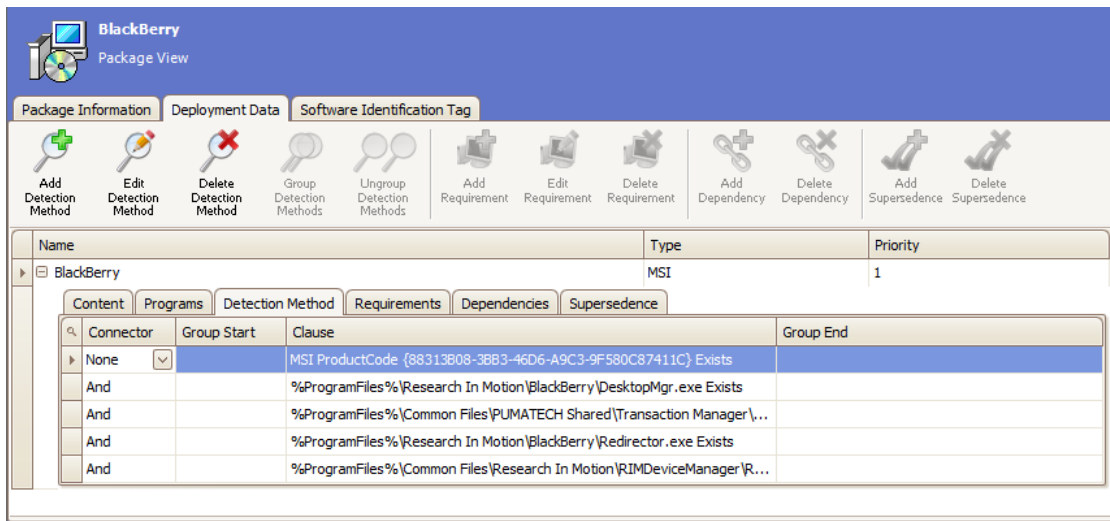 BlackBerry
Package View
Package Information Deployment Data Software Identification Tag
Add Detection Method
Edit Detection Method
Delete Detection Method
Group Detection Methods
Ungroup Detection Methods
Add Requirement
Edit Requirement
Delete Requirement
Add Dependency
Delete Dependency
Add Supersedence
Delete Supersedence
Name Type Priority
BlackBerry MSI 1
Content Programs Detection Method Requirements Dependencies Supersedence
Connector Group Start Clause Group End
None MSI ProductCode {88313B08-3BB3-46D6-A9C3-9F580C87411C} Exists
And %ProgramFiles%\Research In Motion\BlackBerry\DesktopMgr.exe Exists
And %ProgramFiles%\Common Files\PUMATECH Shared\Transaction Manager\...
And %ProgramFiles%\Research In Motion\BlackBerry\Redirector.exe Exists
And %ProgramFiles%\Common Files\Research In Motion\RIMDeviceManager\R...